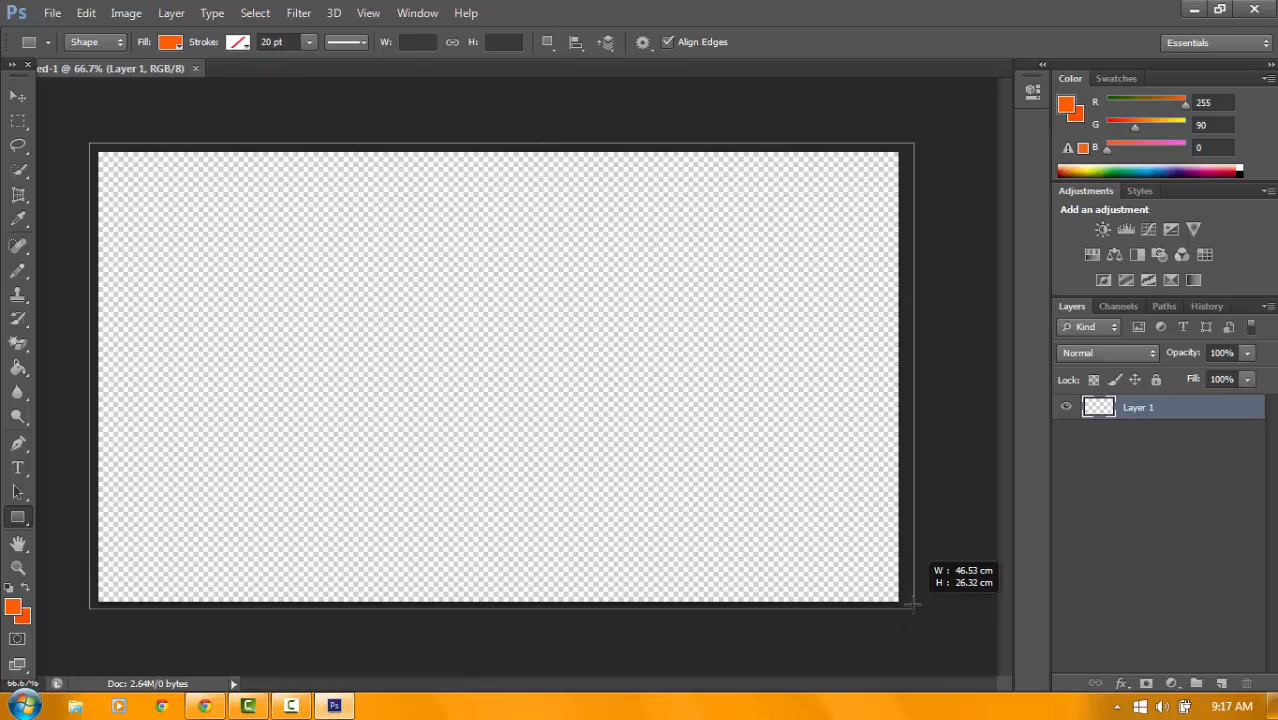 Ps File Edit Image Layer Type Select Filter 3D View Window Help
Shape Fill: Stroke: 20 pt W: H: Align Edges Essentials
ed-1 @ 66.7% (Layer 1, RGB/8) ×
Color Swatches
R 255
G 90
B 0
Adjustments Styles
Add an adjustment
Layers Channels Paths History
Kind
Normal Opacity: 100%
Lock: Fill: 100%
Layer 1
W : 46.53 cm
H : 26.32 cm
66.67% Doc: 2.64M/0 bytes
9:17 AM